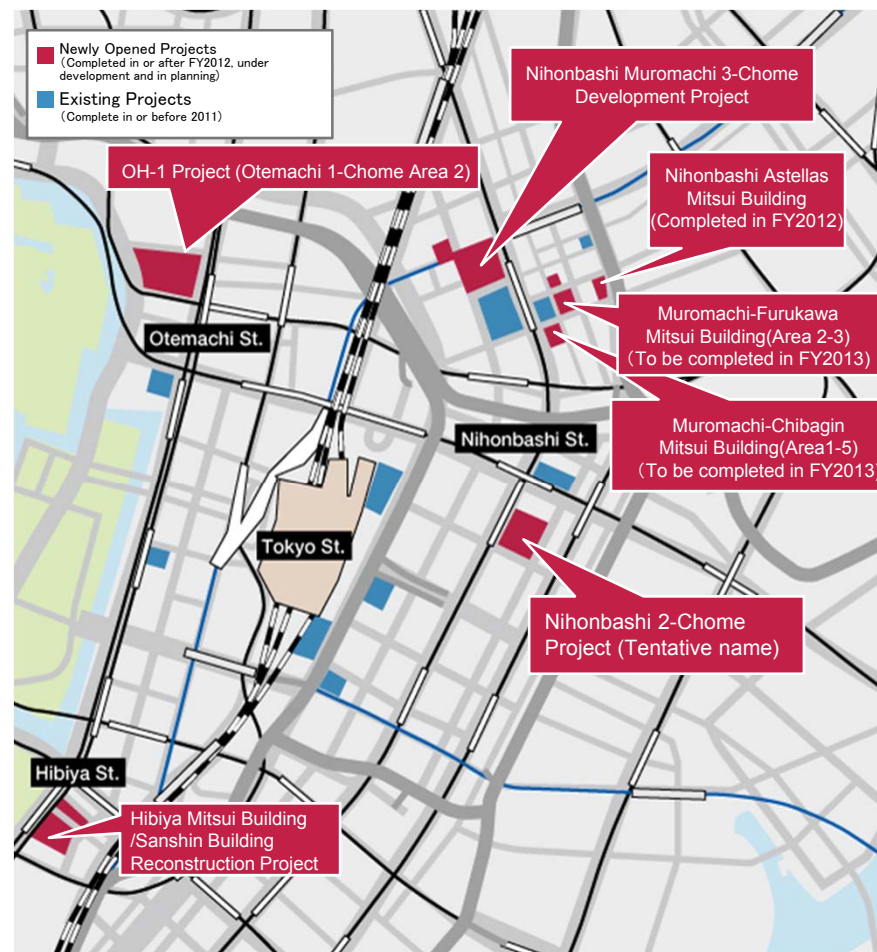 Newly Opened Projects
(Completed in or after FY2012, under
development and in planning)
Existing Projects
(Complete in or before 2011)
Nihonbashi Muromachi 3-Chome
Development Project
OH-1 Project (Otemachi 1-Chome Area 2)
Nihonbashi Astellas
Mitsui Building
(Completed in FY2012)
Muromachi-Furukawa
Mitsui Building(Area 2-3)
(To be completed in FY2013)
Otemachi St.
Muromachi-Chibagin
Mitsui Building(Area1-5)
(To be completed in FY2013)
Nihonbashi St.
Tokyo St.
Nihonbashi 2-Chome
Project (Tentative name)
Hibiya St.
Hibiya Mitsui Building
/Sanshin Building
Reconstruction Project